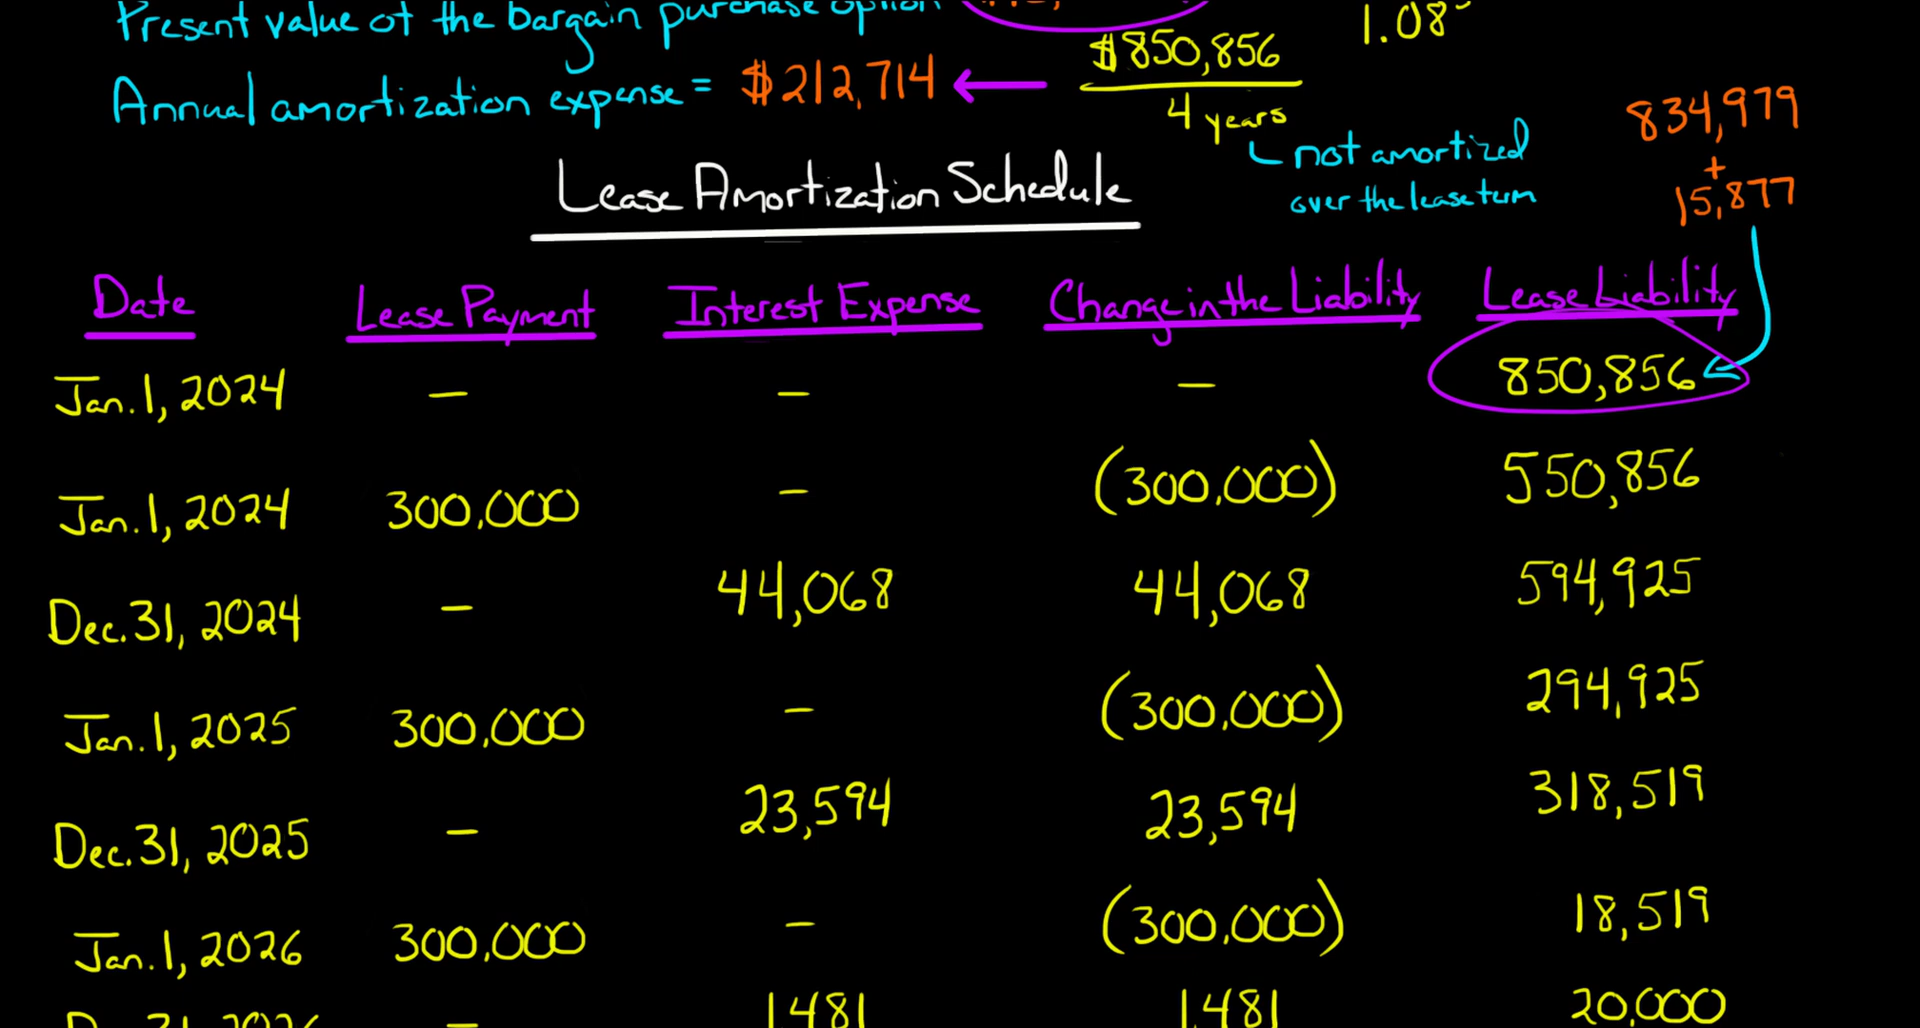 Present value of the bargain purchase option
1.08
$850,856
Annual amortization expense = $212,714
4 years
not amortized
over the lease term
834,979
+
15,877
Lease Amortization Schedule
Date Lease Payment Interest Expense Change in the Liability Lease Liability
Jan. 1, 2024 – – – 850,856
Jan. 1, 2024 300,000 – (300,000) 550,856
Dec. 31, 2024 – 44,068 44,068 594,925
Jan. 1, 2025 300,000 – (300,000) 294,925
Dec. 31, 2025 – 23,594 23,594 318,519
Jan. 1, 2026 300,000 – (300,000) 18,519
Dec. 31, 2026 – 1,481 1,481 20,000